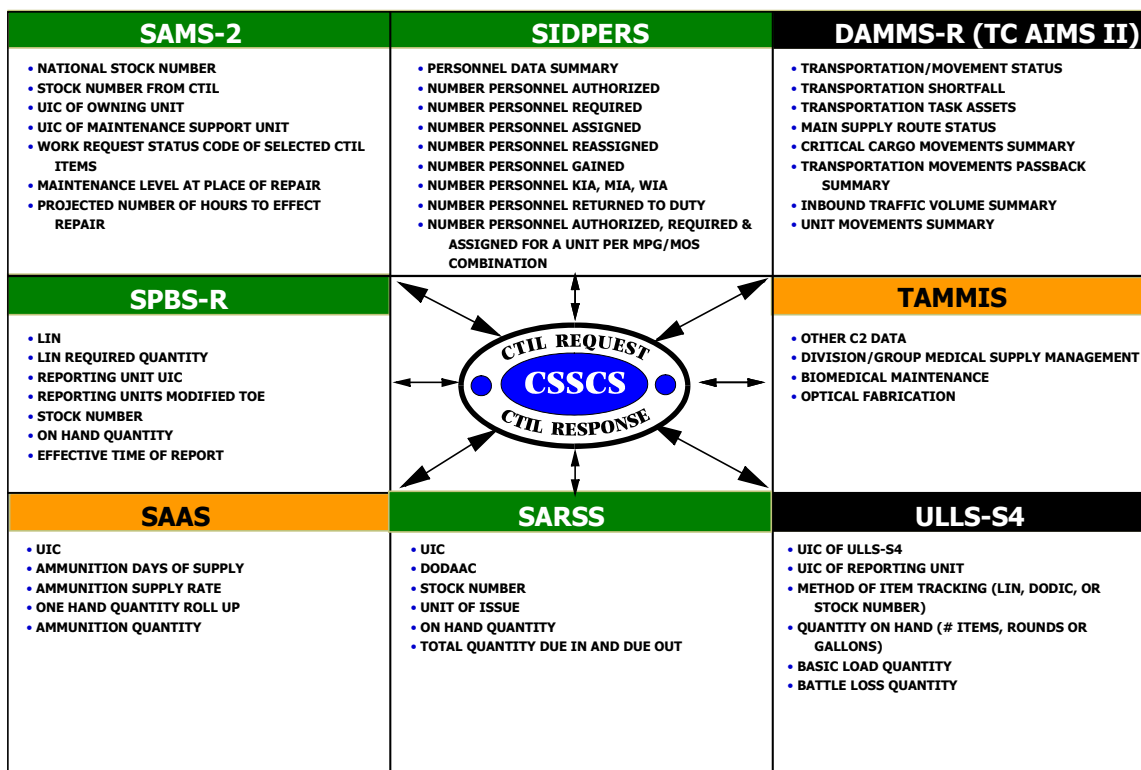 SAMS-2
• NATIONAL STOCK NUMBER
• STOCK NUMBER FROM CTIL
• UIC OF OWNING UNIT
• UIC OF MAINTENANCE SUPPORT UNIT
• WORK REQUEST STATUS CODE OF SELECTED CTIL
ITEMS
• MAINTENANCE LEVEL AT PLACE OF REPAIR
• PROJECTED NUMBER OF HOURS TO EFFECT
REPAIR
SIDPERS
• PERSONNEL DATA SUMMARY
• NUMBER PERSONNEL AUTHORIZED
• NUMBER PERSONNEL REQUIRED
• NUMBER PERSONNEL ASSIGNED
• NUMBER PERSONNEL REASSIGNED
• NUMBER PERSONNEL GAINED
• NUMBER PERSONNEL KIA, MIA, WIA
• NUMBER PERSONNEL RETURNED TO DUTY
• NUMBER PERSONNEL AUTHORIZED, REQUIRED &
ASSIGNED FOR A UNIT PER MPG/MOS
COMBINATION
DAMMS-R (TC AIMS II)
• TRANSPORTATION/MOVEMENT STATUS
• TRANSPORTATION SHORTFALL
• TRANSPORTATION TASK ASSETS
• MAIN SUPPLY ROUTE STATUS
• CRITICAL CARGO MOVEMENTS SUMMARY
• TRANSPORTATION MOVEMENTS PASSBACK
SUMMARY
• INBOUND TRAFFIC VOLUME SUMMARY
• UNIT MOVEMENTS SUMMARY
SPBS-R
• LIN
• LIN REQUIRED QUANTITY
• REPORTING UNIT UIC
• REPORTING UNITS MODIFIED TOE
• STOCK NUMBER
• ON HAND QUANTITY
• EFFECTIVE TIME OF REPORT
CTIL REQUEST
CSSCS
CTIL RESPONSE
TAMMIS
• OTHER C2 DATA
• DIVISION/GROUP MEDICAL SUPPLY MANAGEMENT
• BIOMEDICAL MAINTENANCE
• OPTICAL FABRICATION
SAAS
• UIC
• AMMUNITION DAYS OF SUPPLY
• AMMUNITION SUPPLY RATE
• ONE HAND QUANTITY ROLL UP
• AMMUNITION QUANTITY
SARSS
• UIC
• DODAAC
• STOCK NUMBER
• UNIT OF ISSUE
• ON HAND QUANTITY
• TOTAL QUANTITY DUE IN AND DUE OUT
ULLS-S4
• UIC OF ULLS-S4
• UIC OF REPORTING UNIT
• METHOD OF ITEM TRACKING (LIN, DODIC, OR
STOCK NUMBER)
• QUANTITY ON HAND (# ITEMS, ROUNDS OR
GALLONS)
• BASIC LOAD QUANTITY
• BATTLE LOSS QUANTITY